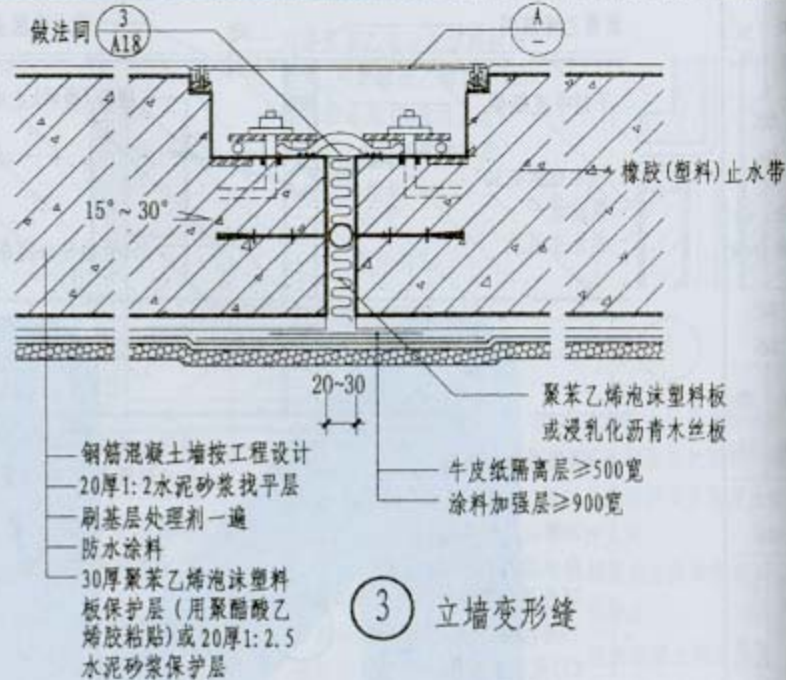 做法同
3
A18
A
—
橡胶(塑料)止水带
15°~30°
20~30
聚苯乙烯泡沫塑料板
或浸乳化沥青木丝板
牛皮纸隔离层≥500宽
涂料加强层≥900宽
钢筋混凝土墙按工程设计
20厚1:2水泥砂浆找平层
刷基层处理剂一遍
防水涂料
30厚聚苯乙烯泡沫塑料
板保护层（用聚醋酸乙
烯胶粘贴)或20厚1:2.5
水泥砂浆保护层
3 立墙变形缝